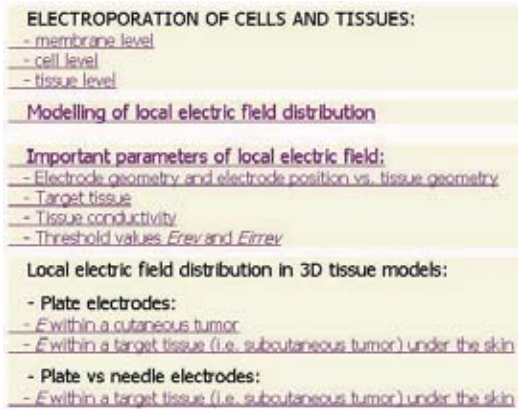 ELECTROPORATION OF CELLS AND TISSUES:
- membrane level
- cell level
- tissue level
Modelling of local electric field distribution
Important parameters of local electric field:
- Electrode geometry and electrode position vs. tissue geometry
- Target tissue
- Tissue conductivity
- Threshold values Erev and Eirrev
Local electric field distribution in 3D tissue models:
- Plate electrodes:
- E within a cutaneous tumor
- E within a target tissue (i.e. subcutaneous tumor) under the skin
- Plate vs needle electrodes:
- E within a target tissue (i.e. subcutaneous tumor) under the skin